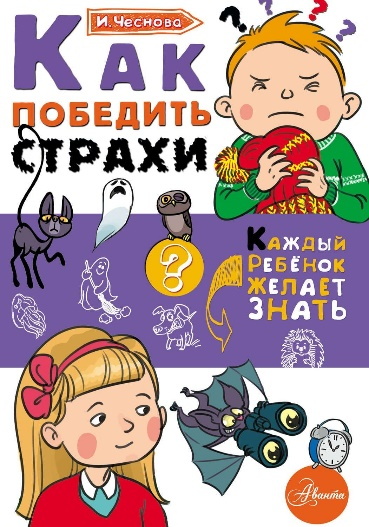 И. Чеснова
Как
победить
страхи
?
Каждый
ребёнок
желает
знать
Аванта